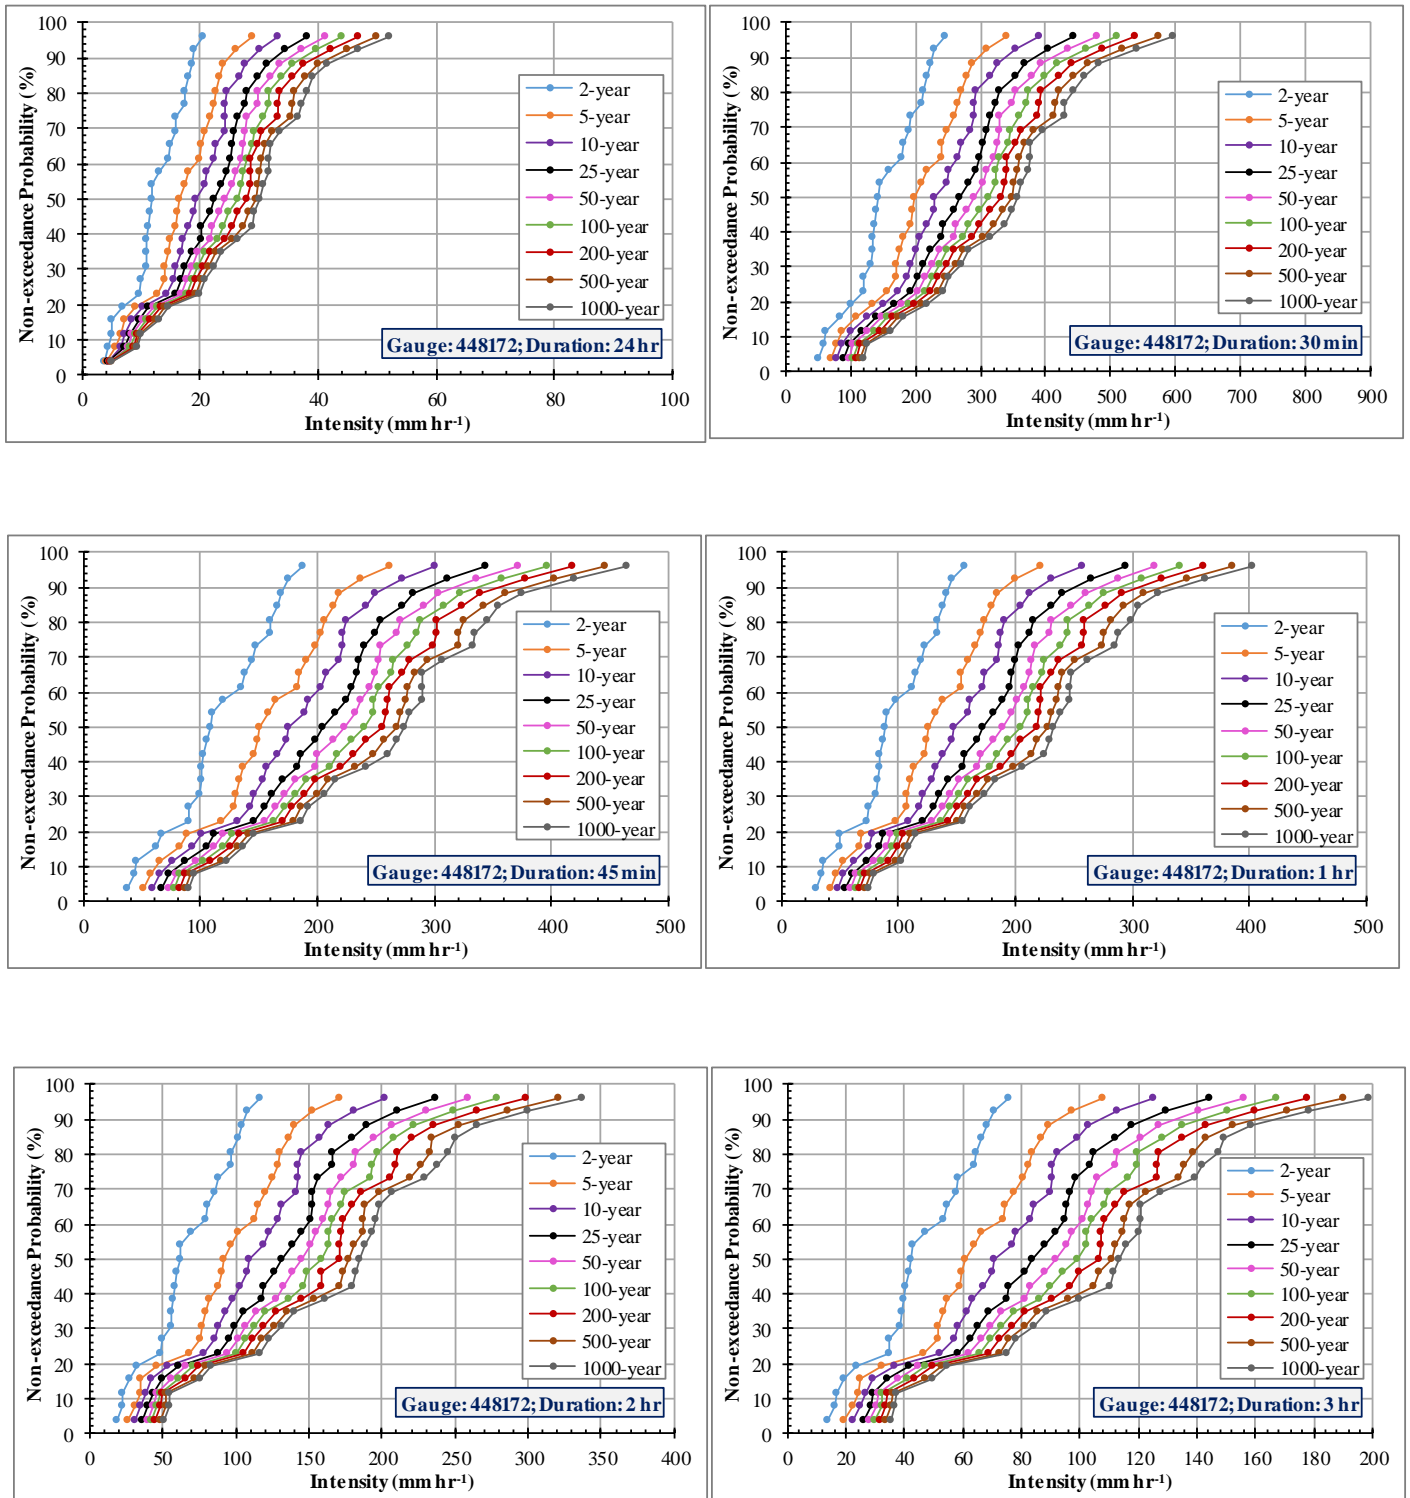 100
90
80
70
60
50
40
30
20
10
0
Non-exceedance Probability (%)
2-year
5-year
10-year
25-year
50-year
100-year
200-year
500-year
1000-year
Gauge: 448172; Duration: 24 hr
0 20 40 60 80 100
Intensity (mm hr-1)
100
90
80
70
60
50
40
30
20
10
0
Non-exceedance Probability (%)
2-year
5-year
10-year
25-year
50-year
100-year
200-year
500-year
1000-year
Gauge: 448172; Duration: 30 min
0 100 200 300 400 500 600 700 800 900
Intensity (mm hr-1)
100
90
80
70
60
50
40
30
20
10
0
Non-exceedance Probability (%)
2-year
5-year
10-year
25-year
50-year
100-year
200-year
500-year
1000-year
Gauge: 448172; Duration: 45 min
0 100 200 300 400 500
Intensity (mm hr-1)
100
90
80
70
60
50
40
30
20
10
0
Non-exceedance Probability (%)
2-year
5-year
10-year
25-year
50-year
100-year
200-year
500-year
1000-year
Gauge: 448172; Duration: 1 hr
0 100 200 300 400 500
Intensity (mm hr-1)
100
90
80
70
60
50
40
30
20
10
0
Non-exceedance Probability (%)
2-year
5-year
10-year
25-year
50-year
100-year
200-year
500-year
1000-year
Gauge: 448172; Duration: 2 hr
0 50 100 150 200 250 300 350 400
Intensity (mm hr-1)
100
90
80
70
60
50
40
30
20
10
0
Non-exceedance Probability (%)
2-year
5-year
10-year
25-year
50-year
100-year
200-year
500-year
1000-year
Gauge: 448172; Duration: 3 hr
0 20 40 60 80 100 120 140 160 180 200
Intensity (mm hr-1)